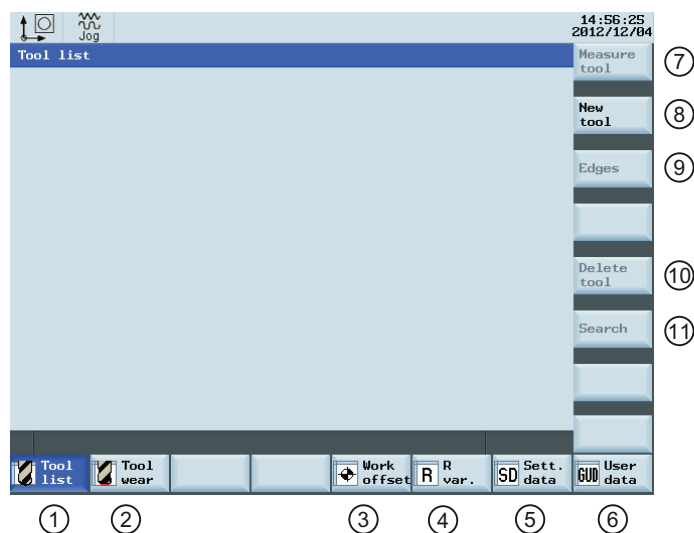 14:56:25
Jog
2012/12/04
Tool list
Measure
tool
7
New
tool
8
Edges
9
Delete
tool
10
Search
11
Tool
list
Tool
wear
Work
offset
R
R
var.
SD
Sett.
data
GUD
User
data
1
2
3
4
5
6